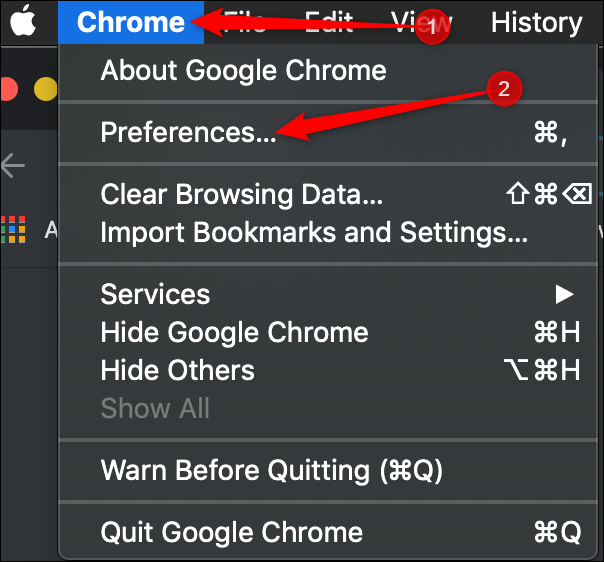 Chrome File Edit View History
1
About Google Chrome
2
Preferences... ⌘,
Clear Browsing Data... ⇧⌘⌫
Import Bookmarks and Settings...
Services ▶
Hide Google Chrome ⌘H
Hide Others ⌥⌘H
Show All
Warn Before Quitting (⌘Q)
Quit Google Chrome ⌘Q